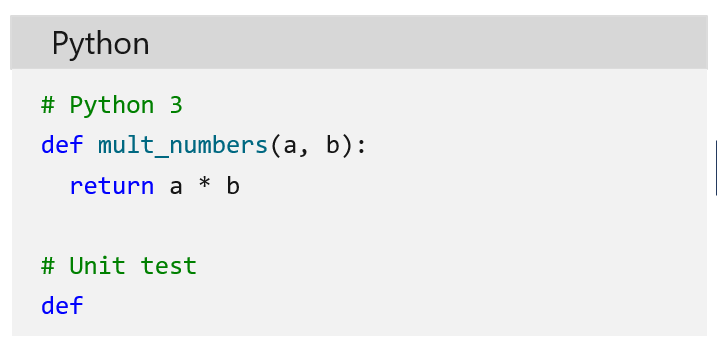 Python
# Python 3
def mult_numbers(a, b):
  return a * b
# Unit test
def